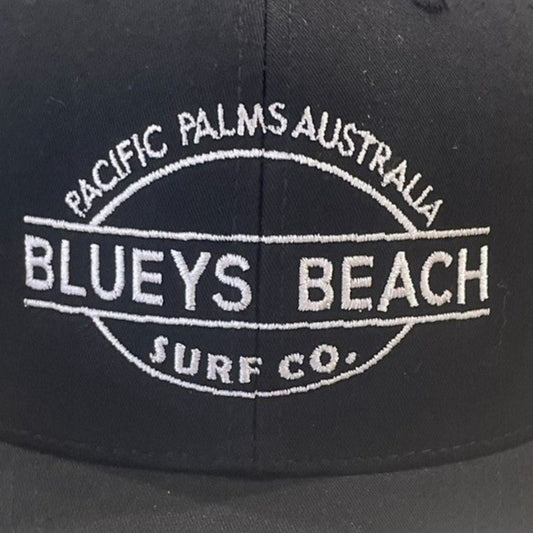 PACIFIC PALMS AUSTRALIA
BLUEYS BEACH
SURF CO.